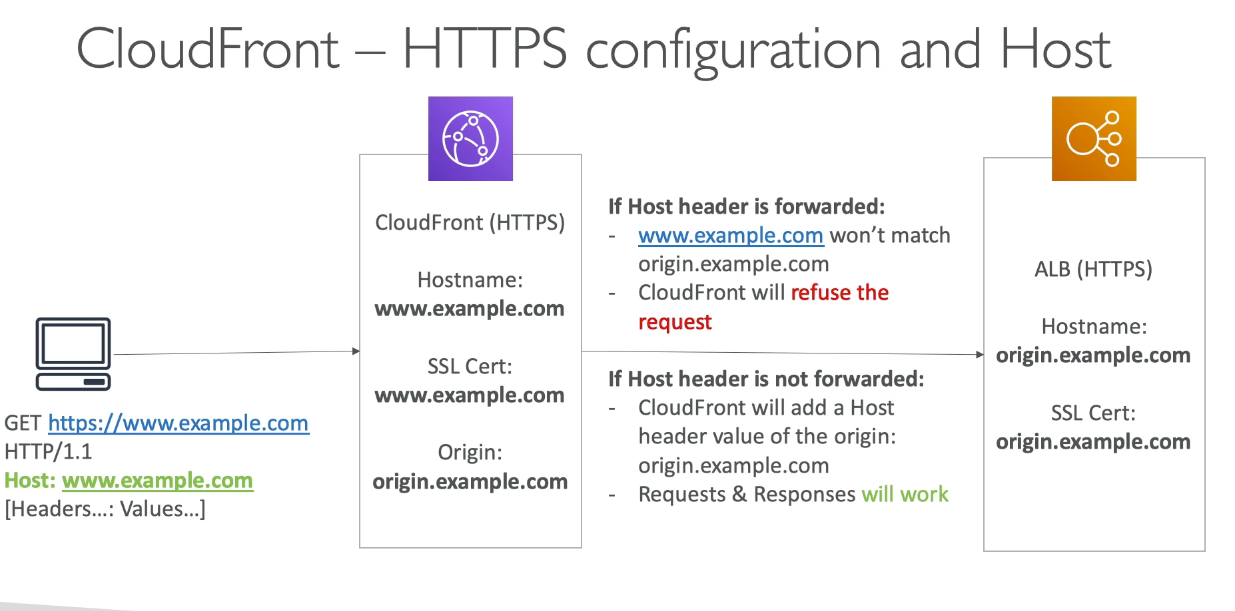 CloudFront – HTTPS configuration and Host
GET https://www.example.com
HTTP/1.1
Host: www.example.com
[Headers…: Values…]
CloudFront (HTTPS)
Hostname:
www.example.com
SSL Cert:
www.example.com
Origin:
origin.example.com
If Host header is forwarded:
- www.example.com won’t match
origin.example.com
- CloudFront will refuse the
request
If Host header is not forwarded:
- CloudFront will add a Host
header value of the origin:
origin.example.com
- Requests & Responses will work
ALB (HTTPS)
Hostname:
origin.example.com
SSL Cert:
origin.example.com